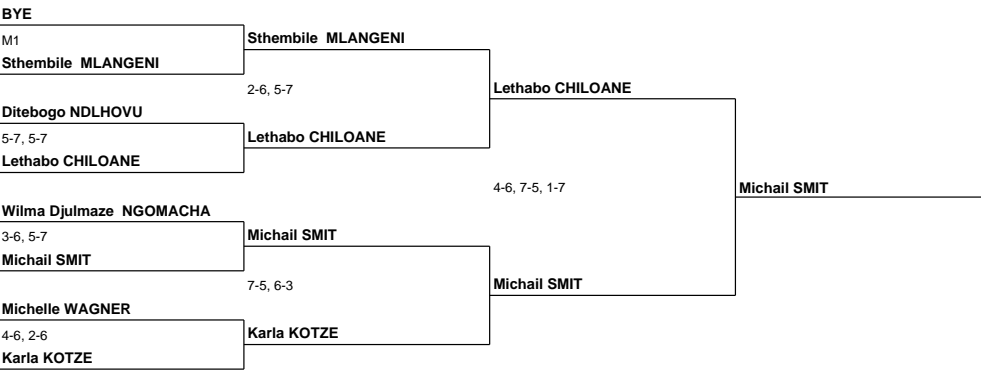 BYE
M1
Sthembile  MLANGENI
Sthembile  MLANGENI
2-6, 5-7
Ditebogo NDLHOVU
5-7, 5-7
Lethabo CHILOANE
Lethabo CHILOANE
Lethabo CHILOANE
4-6, 7-5, 1-7
Michail SMIT
Wilma Djulmaze  NGOMACHA
3-6, 5-7
Michail SMIT
Michail SMIT
7-5, 6-3
Michail SMIT
Michelle WAGNER
4-6, 2-6
Karla KOTZE
Karla KOTZE